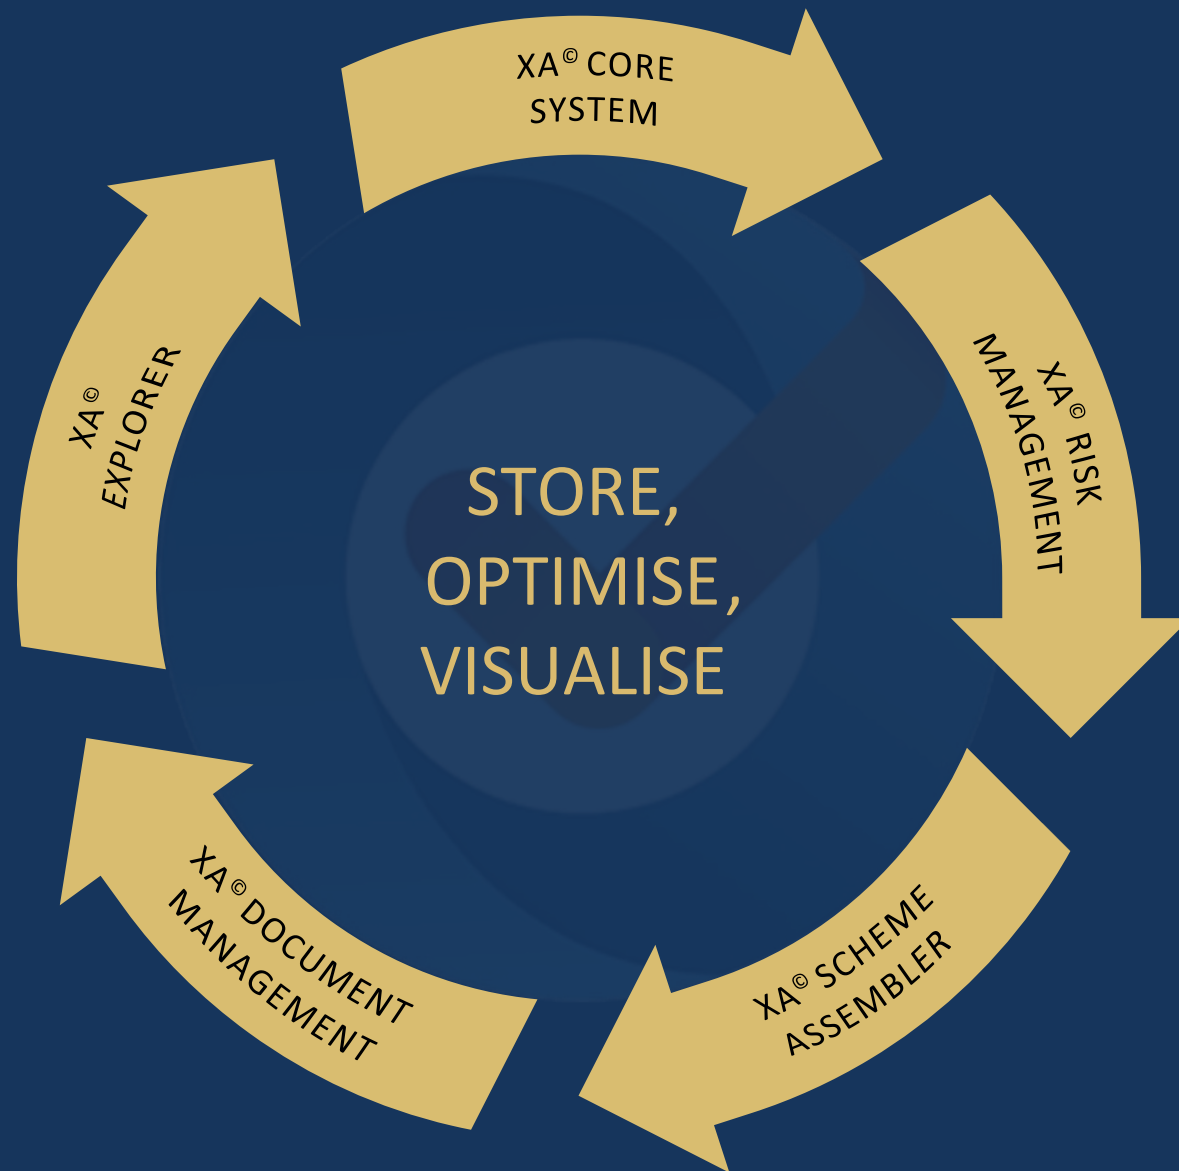 XA© CORE
SYSTEM
XA© RISK
MANAGEMENT
XA© SCHEME
ASSEMBLER
XA© DOCUMENT
MANAGEMENT
XA©
EXPLORER
STORE,
OPTIMISE,
VISUALISE